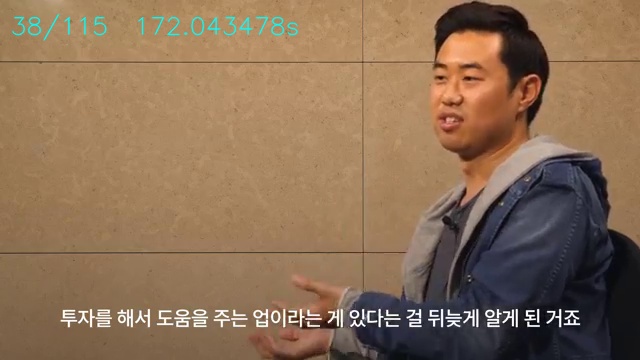 38/115 172.043478s
투자를 해서 도움을 주는 업이라는 게 있다는 걸 뒤늦게 알게 된 거죠